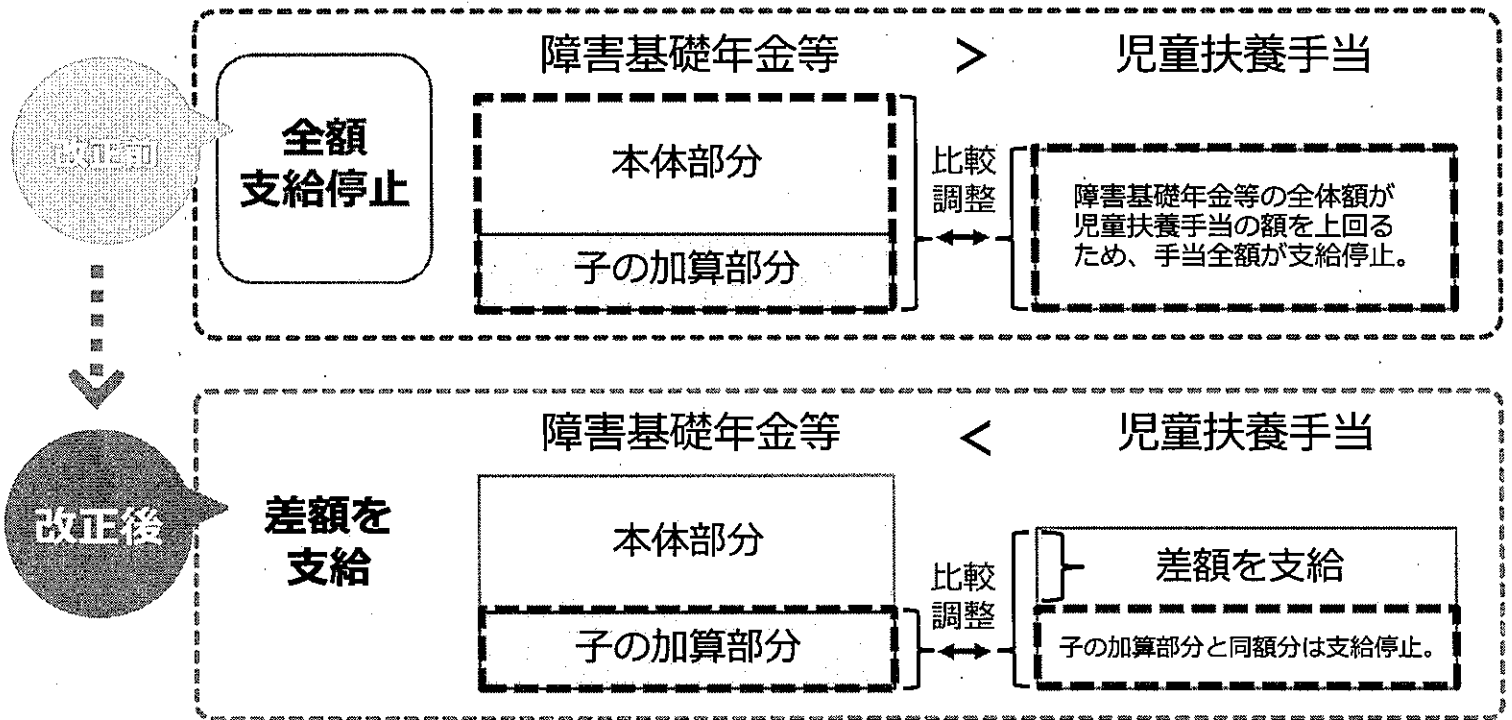 改正前
全額
支給停止
障害基礎年金等 > 児童扶養手当
本体部分
子の加算部分
比較
調整
障害基礎年金等の全体額が
児童扶養手当の額を上回る
ため、手当全額が支給停止。
改正後
差額を
支給
障害基礎年金等 < 児童扶養手当
本体部分
子の加算部分
比較
調整
差額を支給
子の加算部分と同額分は支給停止。